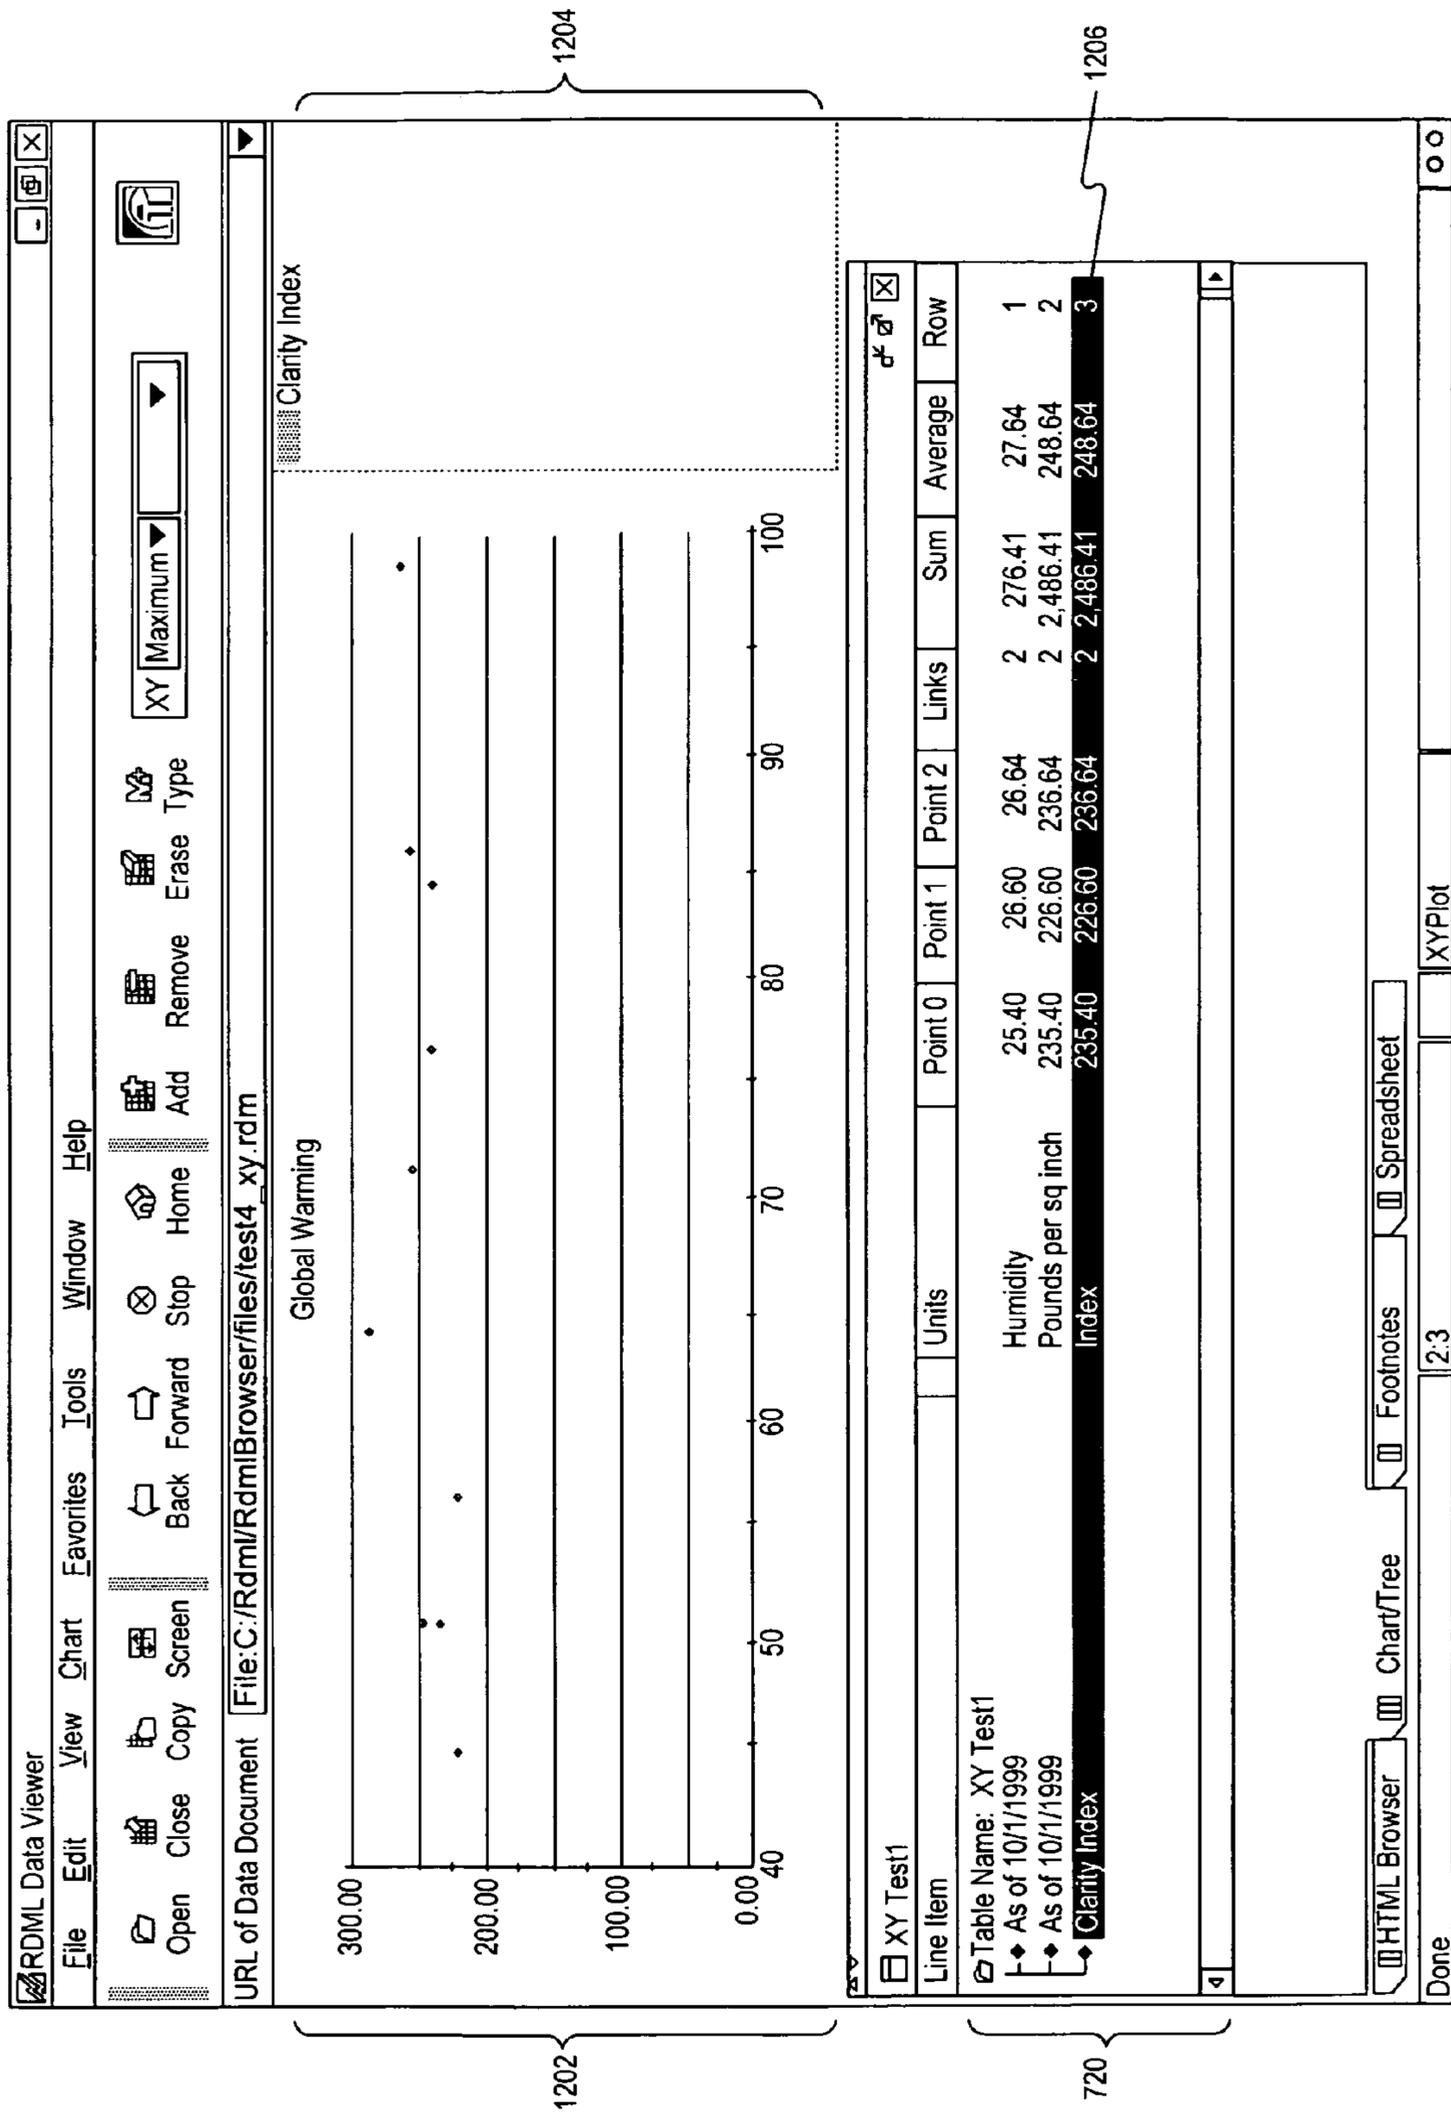 RDML Data Viewer
File Edit View Chart Favorites Tools Window Help
Open Close Copy Screen Back Forward Stop Home Add Remove Erase Type XY Maximum
URL of Data Document File:C:/Rdml/RdmlBrowser/files/test4_xy.rdm
Global Warming
Clarity Index
300.00
200.00
100.00
0.00
40 50 60 70 80 90 100
1202
1204
XY Test1
Line Item Units Point 0 Point 1 Point 2 Links Sum Average Row
Table Name: XY Test1
As of 10/1/1999 Humidity 25.40 26.60 26.64 2 276.41 27.64 1
As of 10/1/1999 Pounds per sq inch 235.40 226.60 236.64 2 2,486.41 248.64 2
Clarity Index Index 235.40 226.60 236.64 2 2,486.41 248.64 3
720
1206
HTML Browser Chart/Tree Footnotes Spreadsheet
Done 2:3 XYPlot